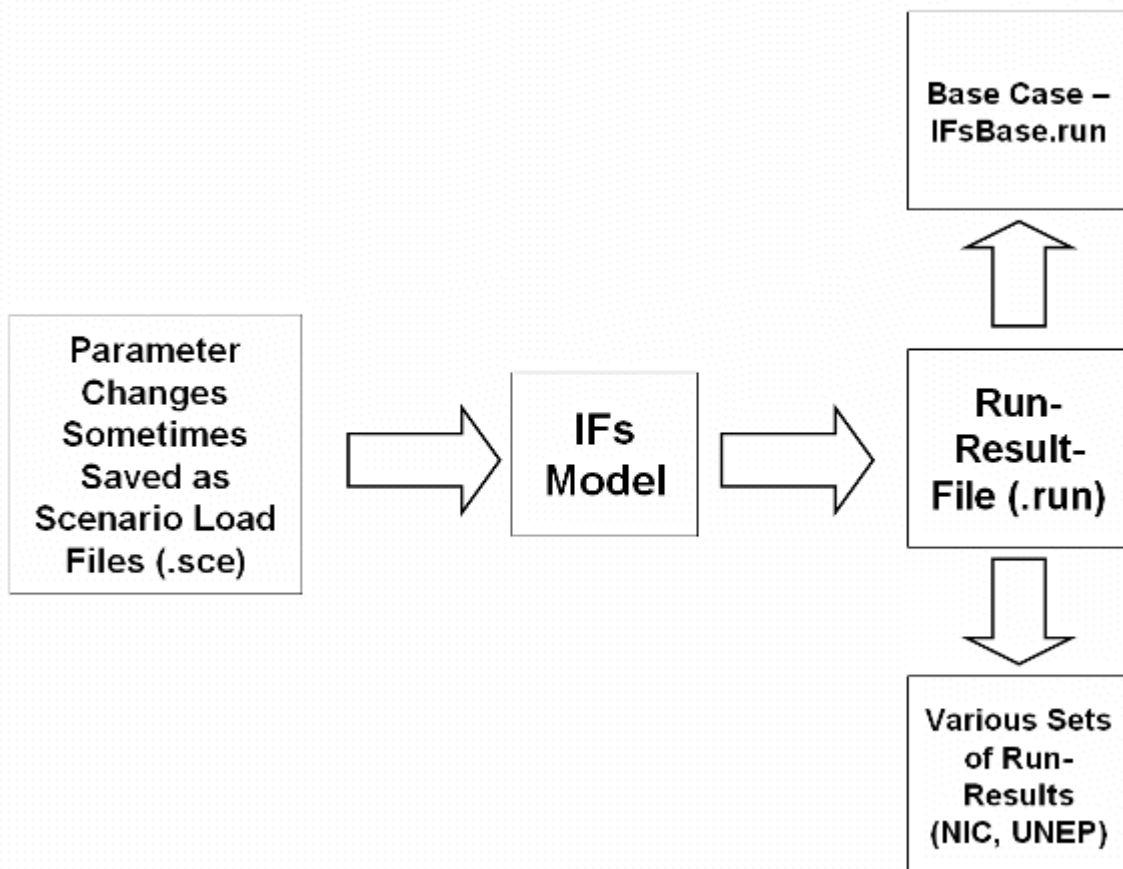 Base Case –
IFsBase.run
Parameter
Changes
Sometimes
Saved as
Scenario Load
Files (.sce)
IFs
Model
Run-
Result-
File (.run)
Various Sets
of Run-
Results
(NIC, UNEP)